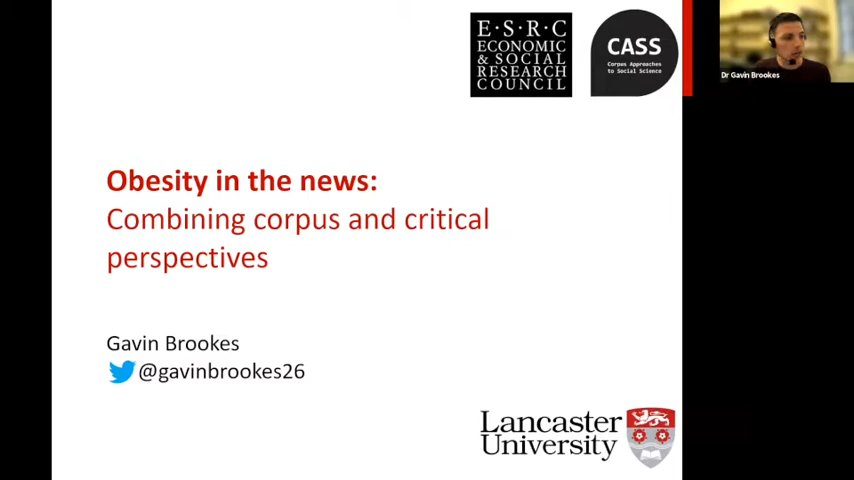 E·S·R·C
ECONOMIC
& SOCIAL
RESEARCH
COUNCIL
CASS
Corpus Approaches
to Social Science
Dr Gavin Brookes
Obesity in the news:
Combining corpus and critical
perspectives
Gavin Brookes
@gavinbrookes26
Lancaster
University